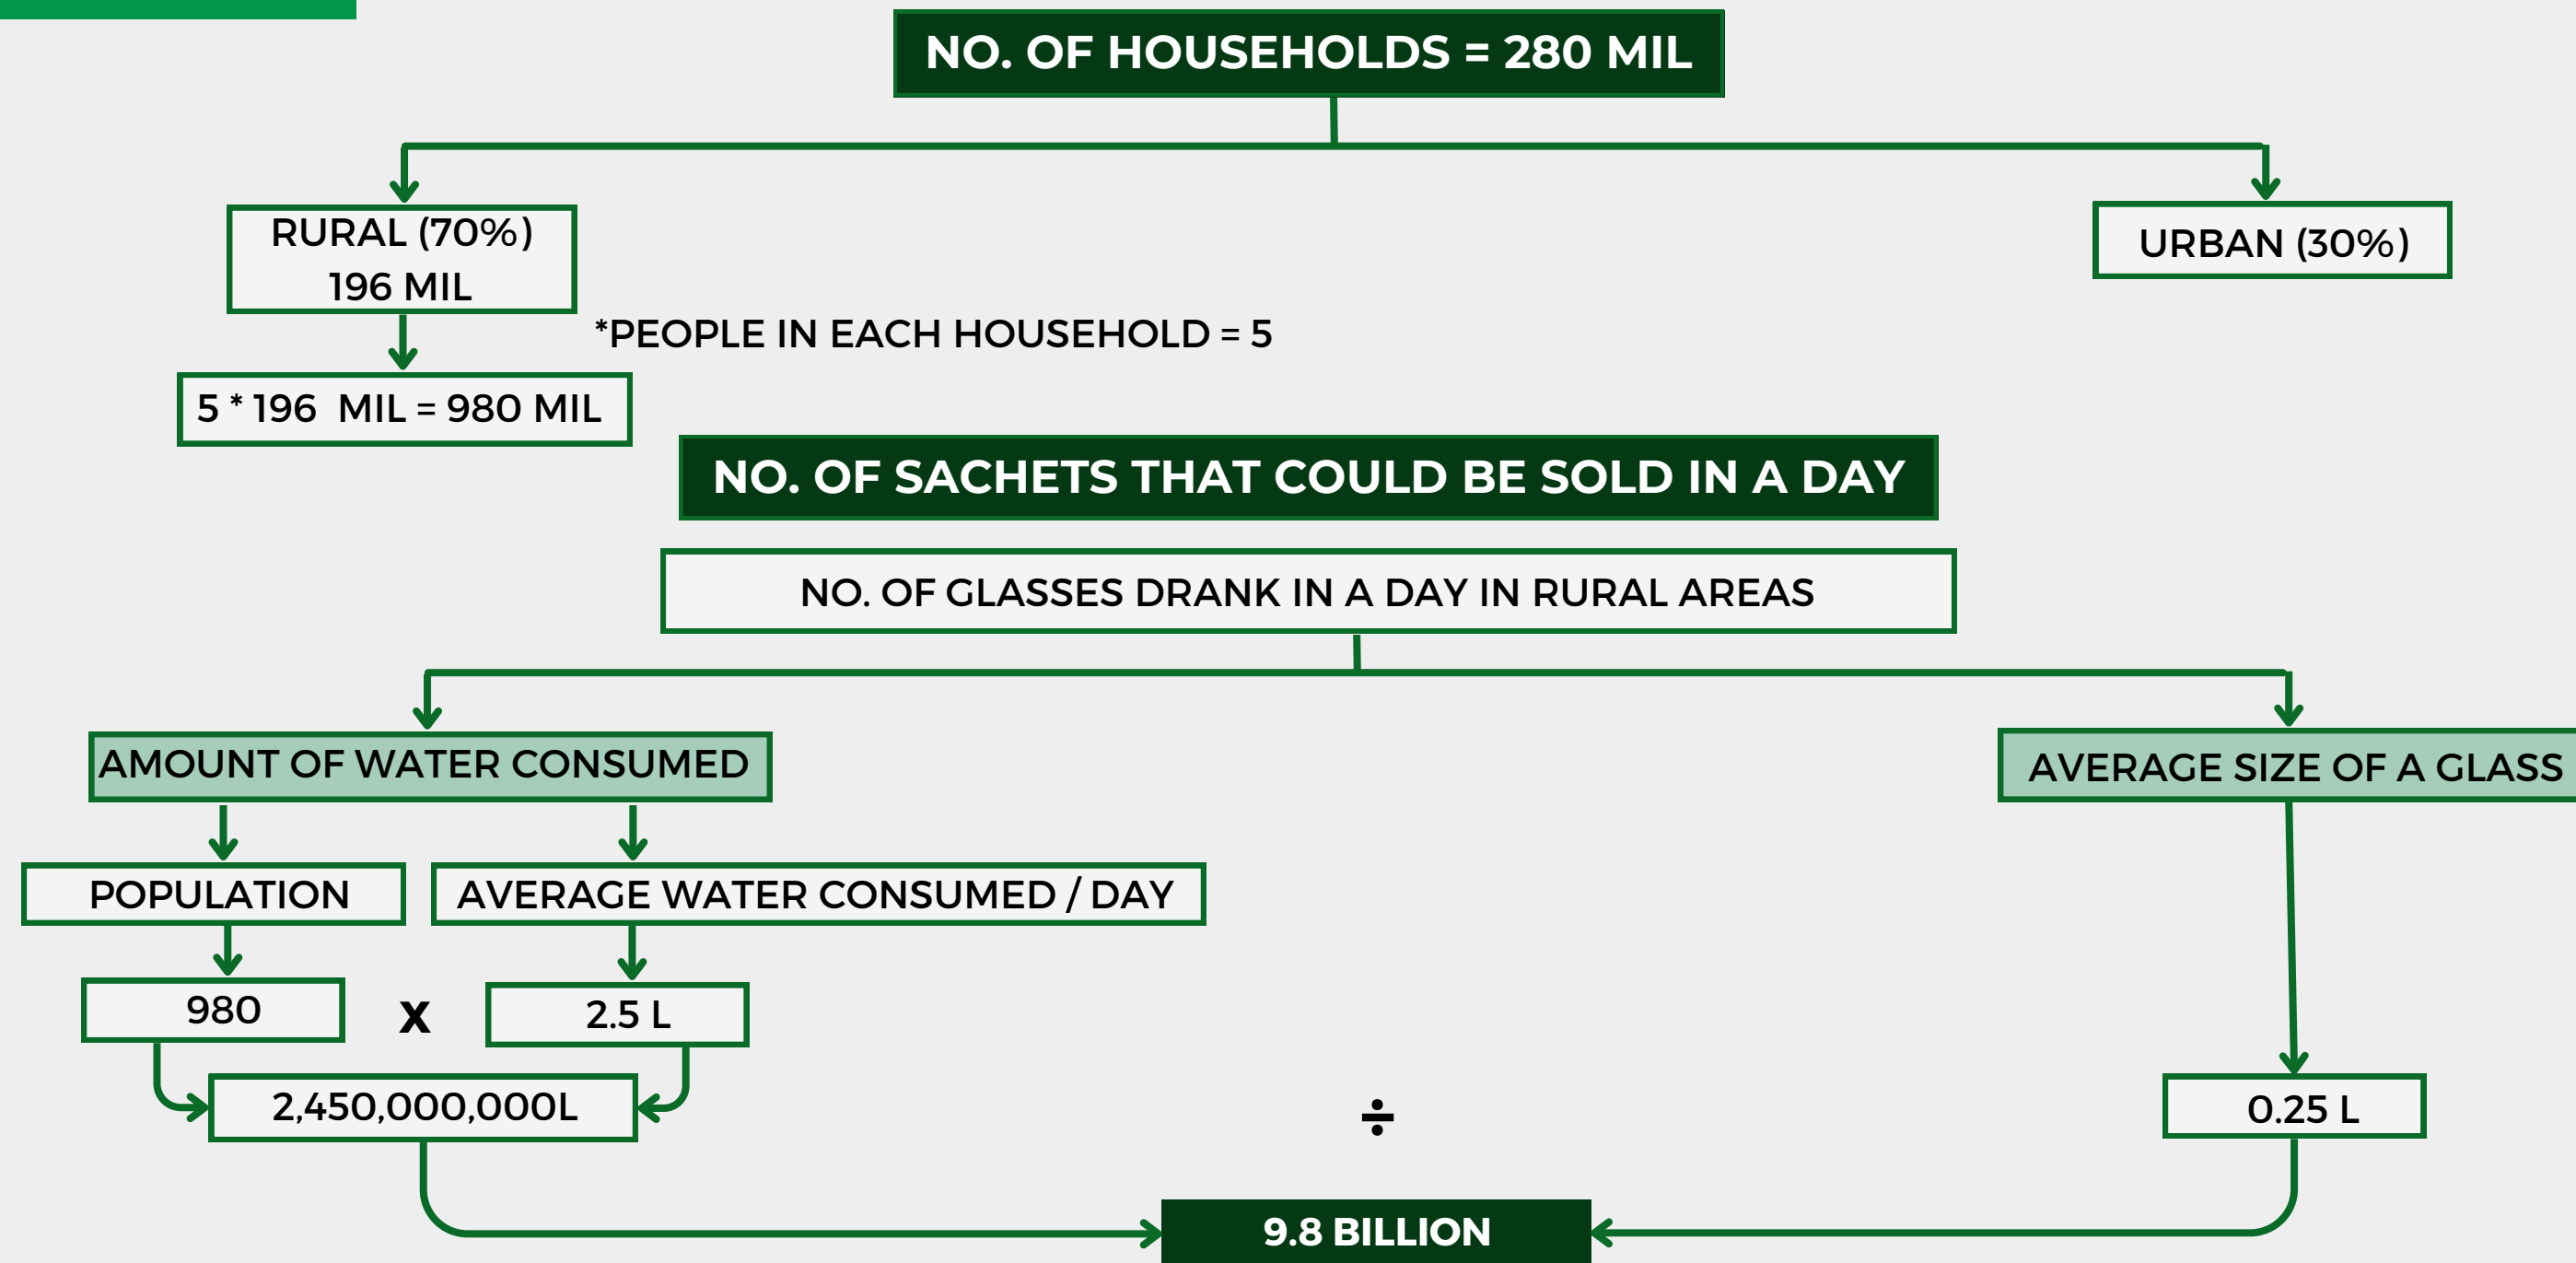 NO. OF HOUSEHOLDS = 280 MIL
RURAL (70%)
196 MIL
URBAN (30%)
*PEOPLE IN EACH HOUSEHOLD = 5
5 * 196 MIL = 980 MIL
NO. OF SACHETS THAT COULD BE SOLD IN A DAY
NO. OF GLASSES DRANK IN A DAY IN RURAL AREAS
AMOUNT OF WATER CONSUMED
AVERAGE SIZE OF A GLASS
POPULATION
AVERAGE WATER CONSUMED / DAY
980
x
2.5 L
2,450,000,000L
÷
0.25 L
9.8 BILLION